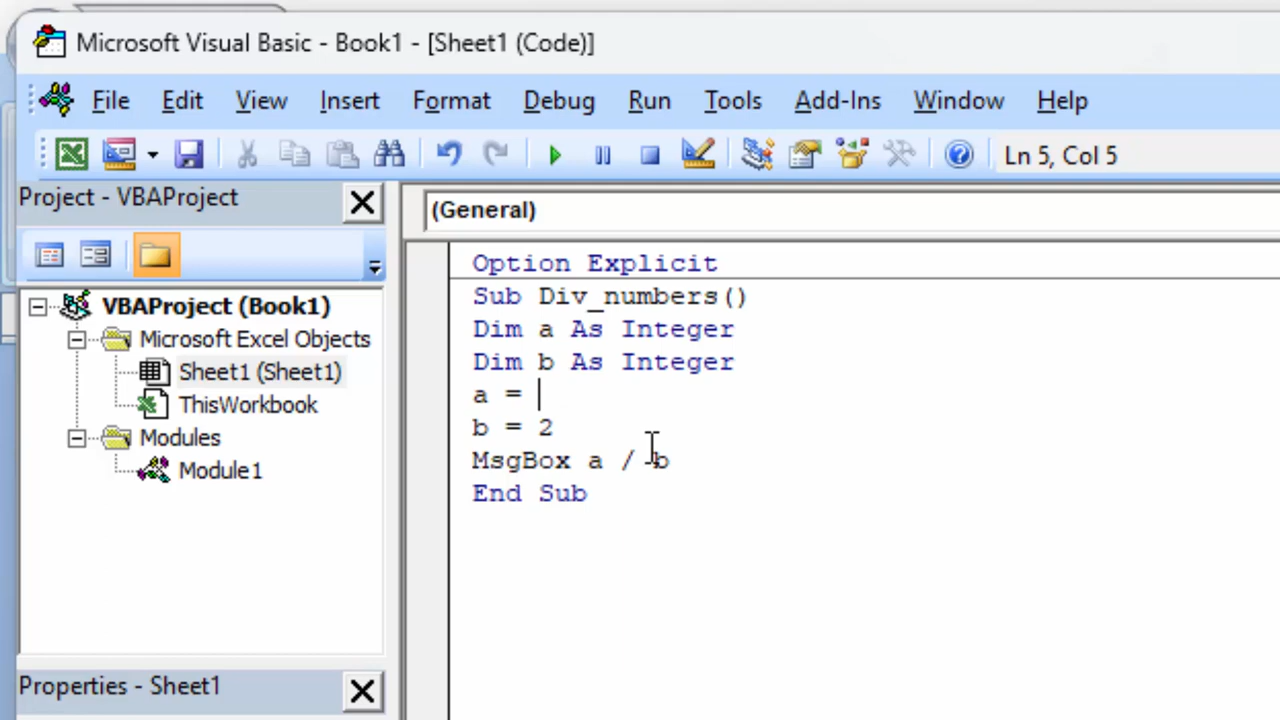 Microsoft Visual Basic - Book1 - [Sheet1 (Code)]
File Edit View Insert Format Debug Run Tools Add-Ins Window Help
Ln 5, Col 5
Project - VBAProject
(General)
VBAProject (Book1)
Microsoft Excel Objects
Sheet1 (Sheet1)
ThisWorkbook
Modules
Module1
Option Explicit
Sub Div_numbers()
Dim a As Integer
Dim b As Integer
a =
b = 2
MsgBox a / b
End Sub
Properties - Sheet1